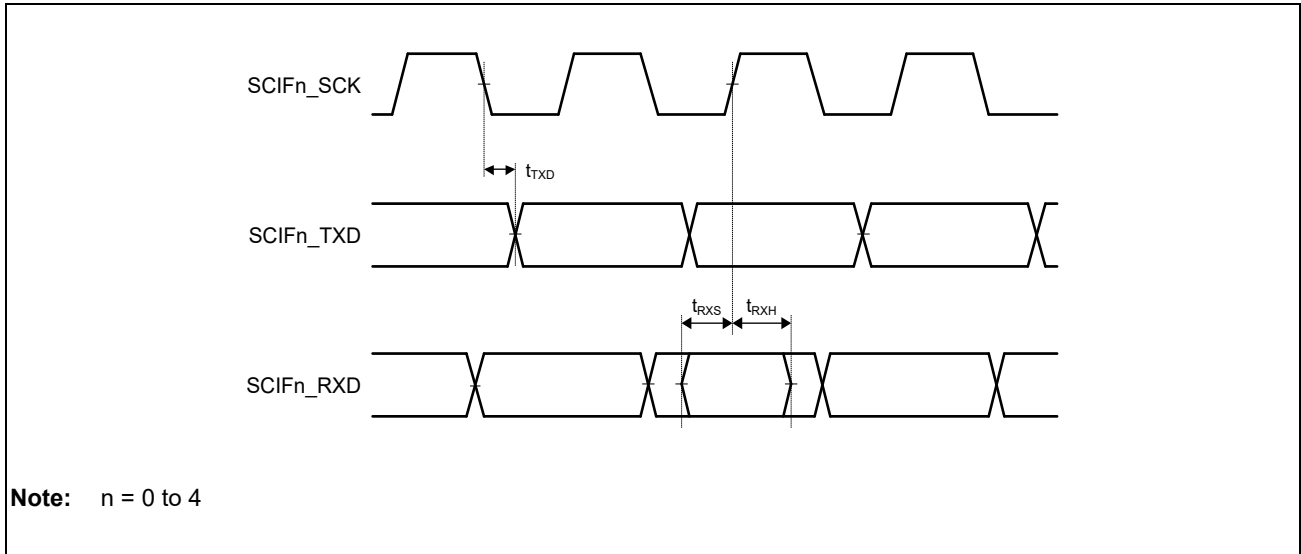 SCIFn_SCK
tTXD
SCIFn_TXD
tRXS tRXH
SCIFn_RXD
Note: n = 0 to 4